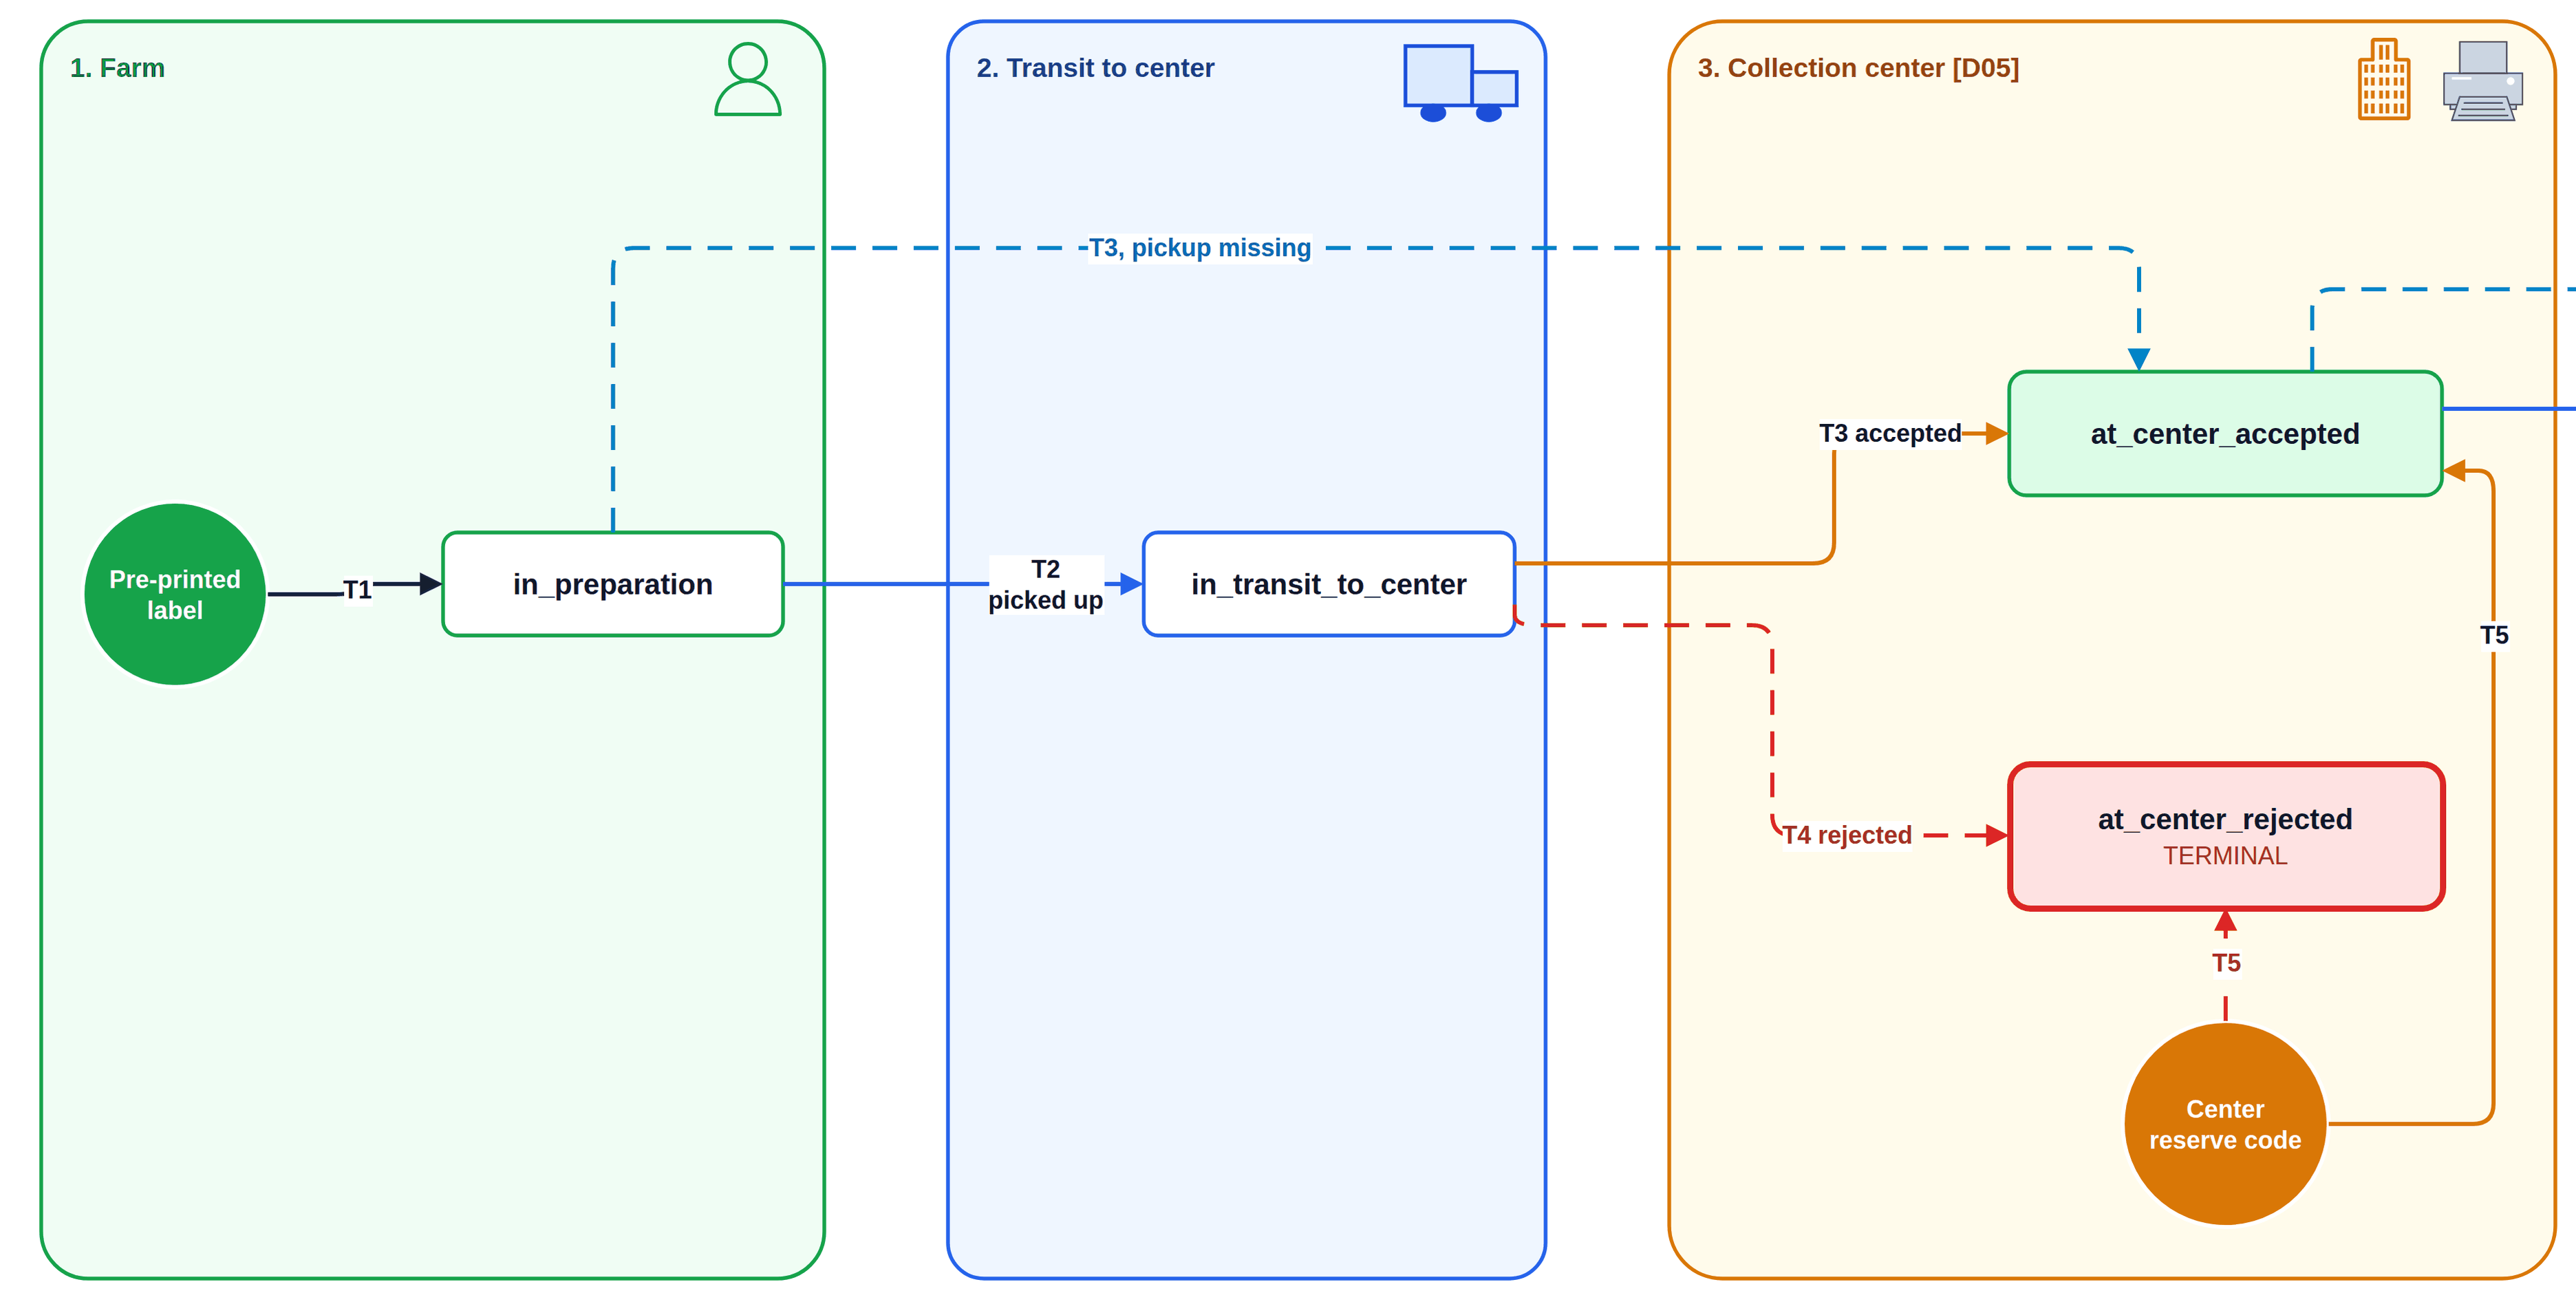 1. Farm
2. Transit to center
3. Collection center [D05]
T3, pickup missing
T3 accepted
at_center_accepted
Pre-printed
label
T1
in_preparation
T2
picked up
in_transit_to_center
T5
at_center_rejected
TERMINAL
T4 rejected
T5
Center
reserve code